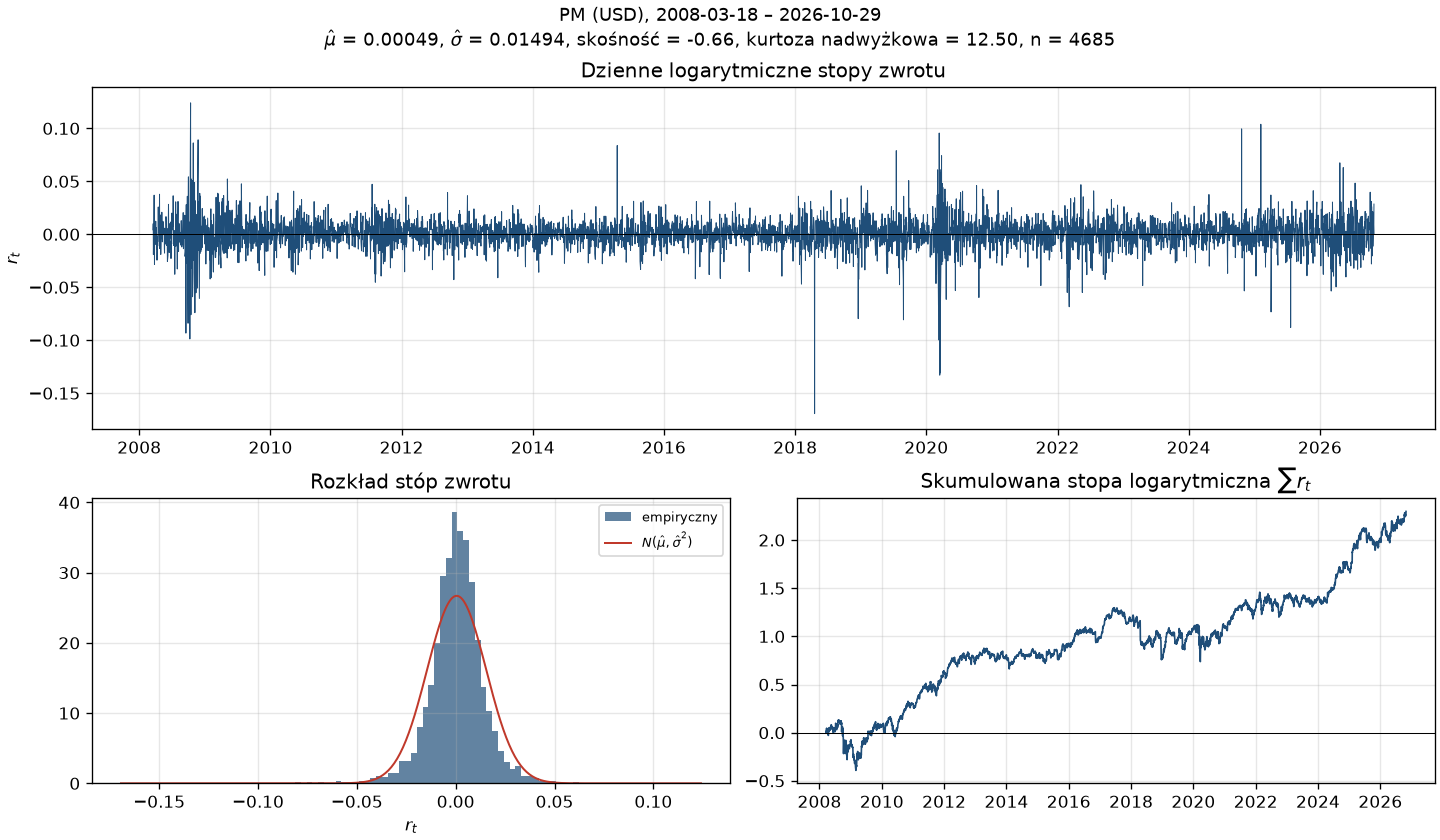 PM (USD), 2008-03-18 – 2026-10-29
μ̂ = 0.00049, σ̂ = 0.01494, skośność = -0.66, kurtoza nadwyżkowa = 12.50, n = 4685
Dzienne logarytmiczne stopy zwrotu
r_t
0.10
0.05
0.00
−0.05
−0.10
−0.15
2008 2010 2012 2014 2016 2018 2020 2022 2024 2026
Rozkład stóp zwrotu
empiryczny
N(μ̂, σ̂²)
40
30
20
10
0
−0.15 −0.10 −0.05 0.00 0.05 0.10
r_t
Skumulowana stopa logarytmiczna ∑r_t
2.0
1.5
1.0
0.5
0.0
−0.5
2008 2010 2012 2014 2016 2018 2020 2022 2024 2026